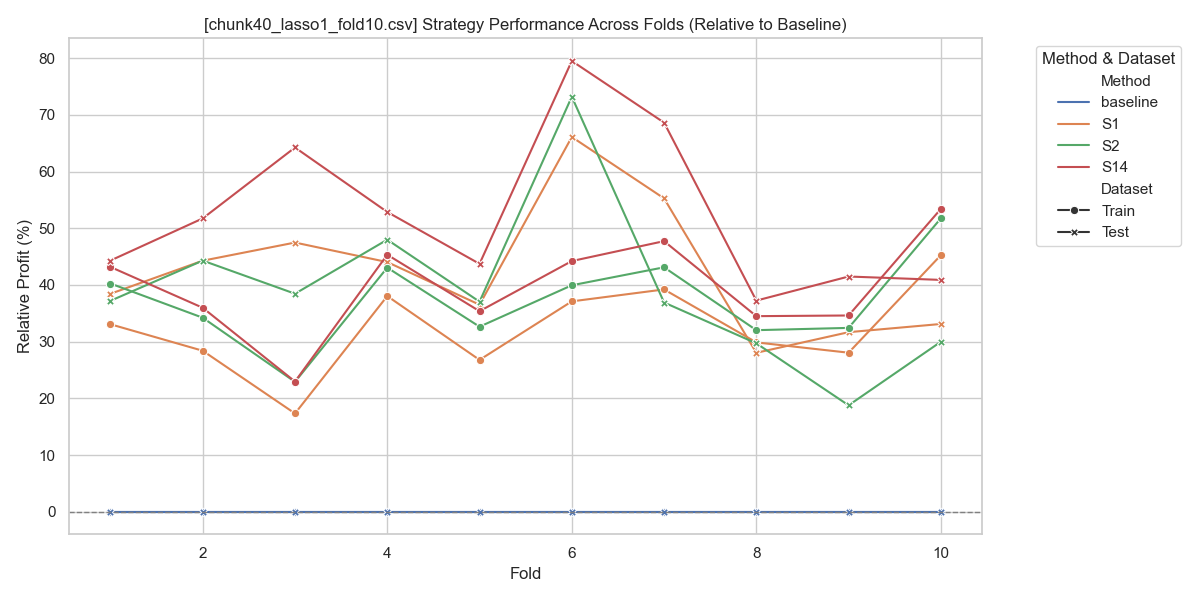 [chunk40_lasso1_fold10.csv] Strategy Performance Across Folds (Relative to Baseline)
Relative Profit (%)
80
70
60
50
40
30
20
10
0
2
4
6
8
10
Fold
Method & Dataset
Method
baseline
S1
S2
S14
Dataset
Train
Test